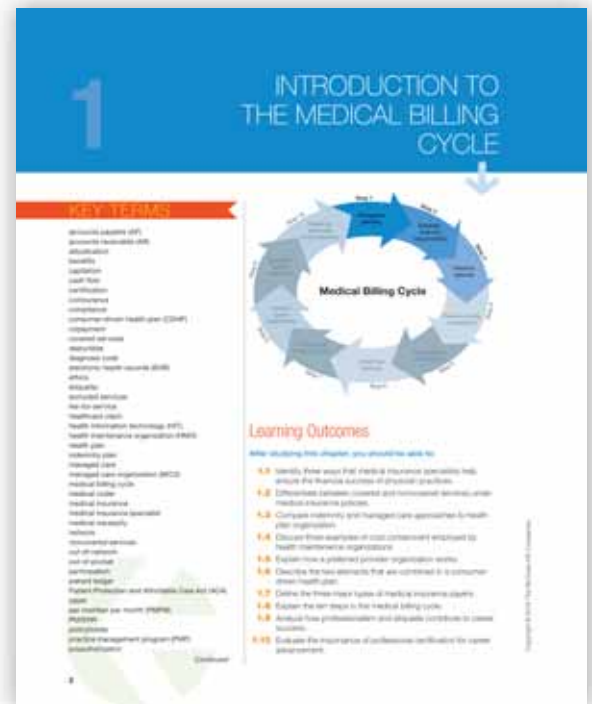 1
INTRODUCTION TO
THE MEDICAL BILLING
CYCLE
KEY TERMS
accounts payable (AP)
accounts receivable (AR)
adjudication
benefits
capitation
cash flow
certification
coinsurance
compliance
consumer-driven health plan (CDHP)
copayment
covered services
deductible
diagnosis code
electronic health records (EHR)
ethics
etiquette
excluded services
fee-for-service
healthcare claim
health information technology (HIT)
health maintenance organization (HMO)
health plan
indemnity plan
managed care
managed care organization (MCO)
medical billing cycle
medical coder
medical insurance
medical insurance specialist
medical necessity
network
noncovered services
out-of-network
out-of-pocket
participation
patient ledger
Patient Protection and Affordable Care Act (ACA)
payer
per member per month (PMPM)
PM/EHR
policyholder
practice management program (PMP)
preauthorization
Continued
2
Step 1
Medical Billing Cycle
Learning Outcomes
After studying this chapter, you should be able to:
1.1 Identify three ways that medical insurance specialists help
ensure the financial success of physician practices.
1.2 Differentiate between covered and noncovered services under
medical insurance policies.
1.3 Compare indemnity and managed care approaches to health
plan organization.
1.4 Discuss three examples of cost containment employed by
health maintenance organizations.
1.5 Explain how a preferred provider organization works.
1.6 Describe the two elements that are combined in a consumer-
driven health plan.
1.7 Define the three major types of medical insurance payers.
1.8 Explain the ten steps in the medical billing cycle.
1.9 Analyze how professionalism and etiquette contribute to career
success.
1.10 Evaluate the importance of professional certification for career
advancement.